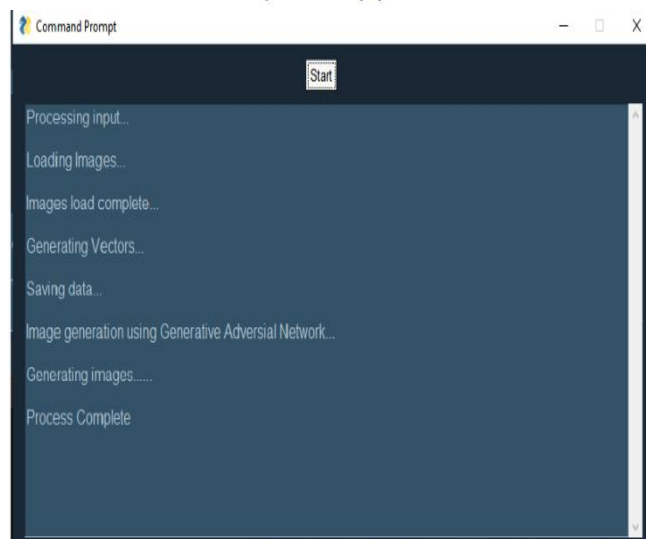 Command Prompt
Start
Processing input...
Loading Images...
Images load complete...
Generating Vectors...
Saving data...
Image generation using Generative Adversial Network...
Generating images......
Process Complete